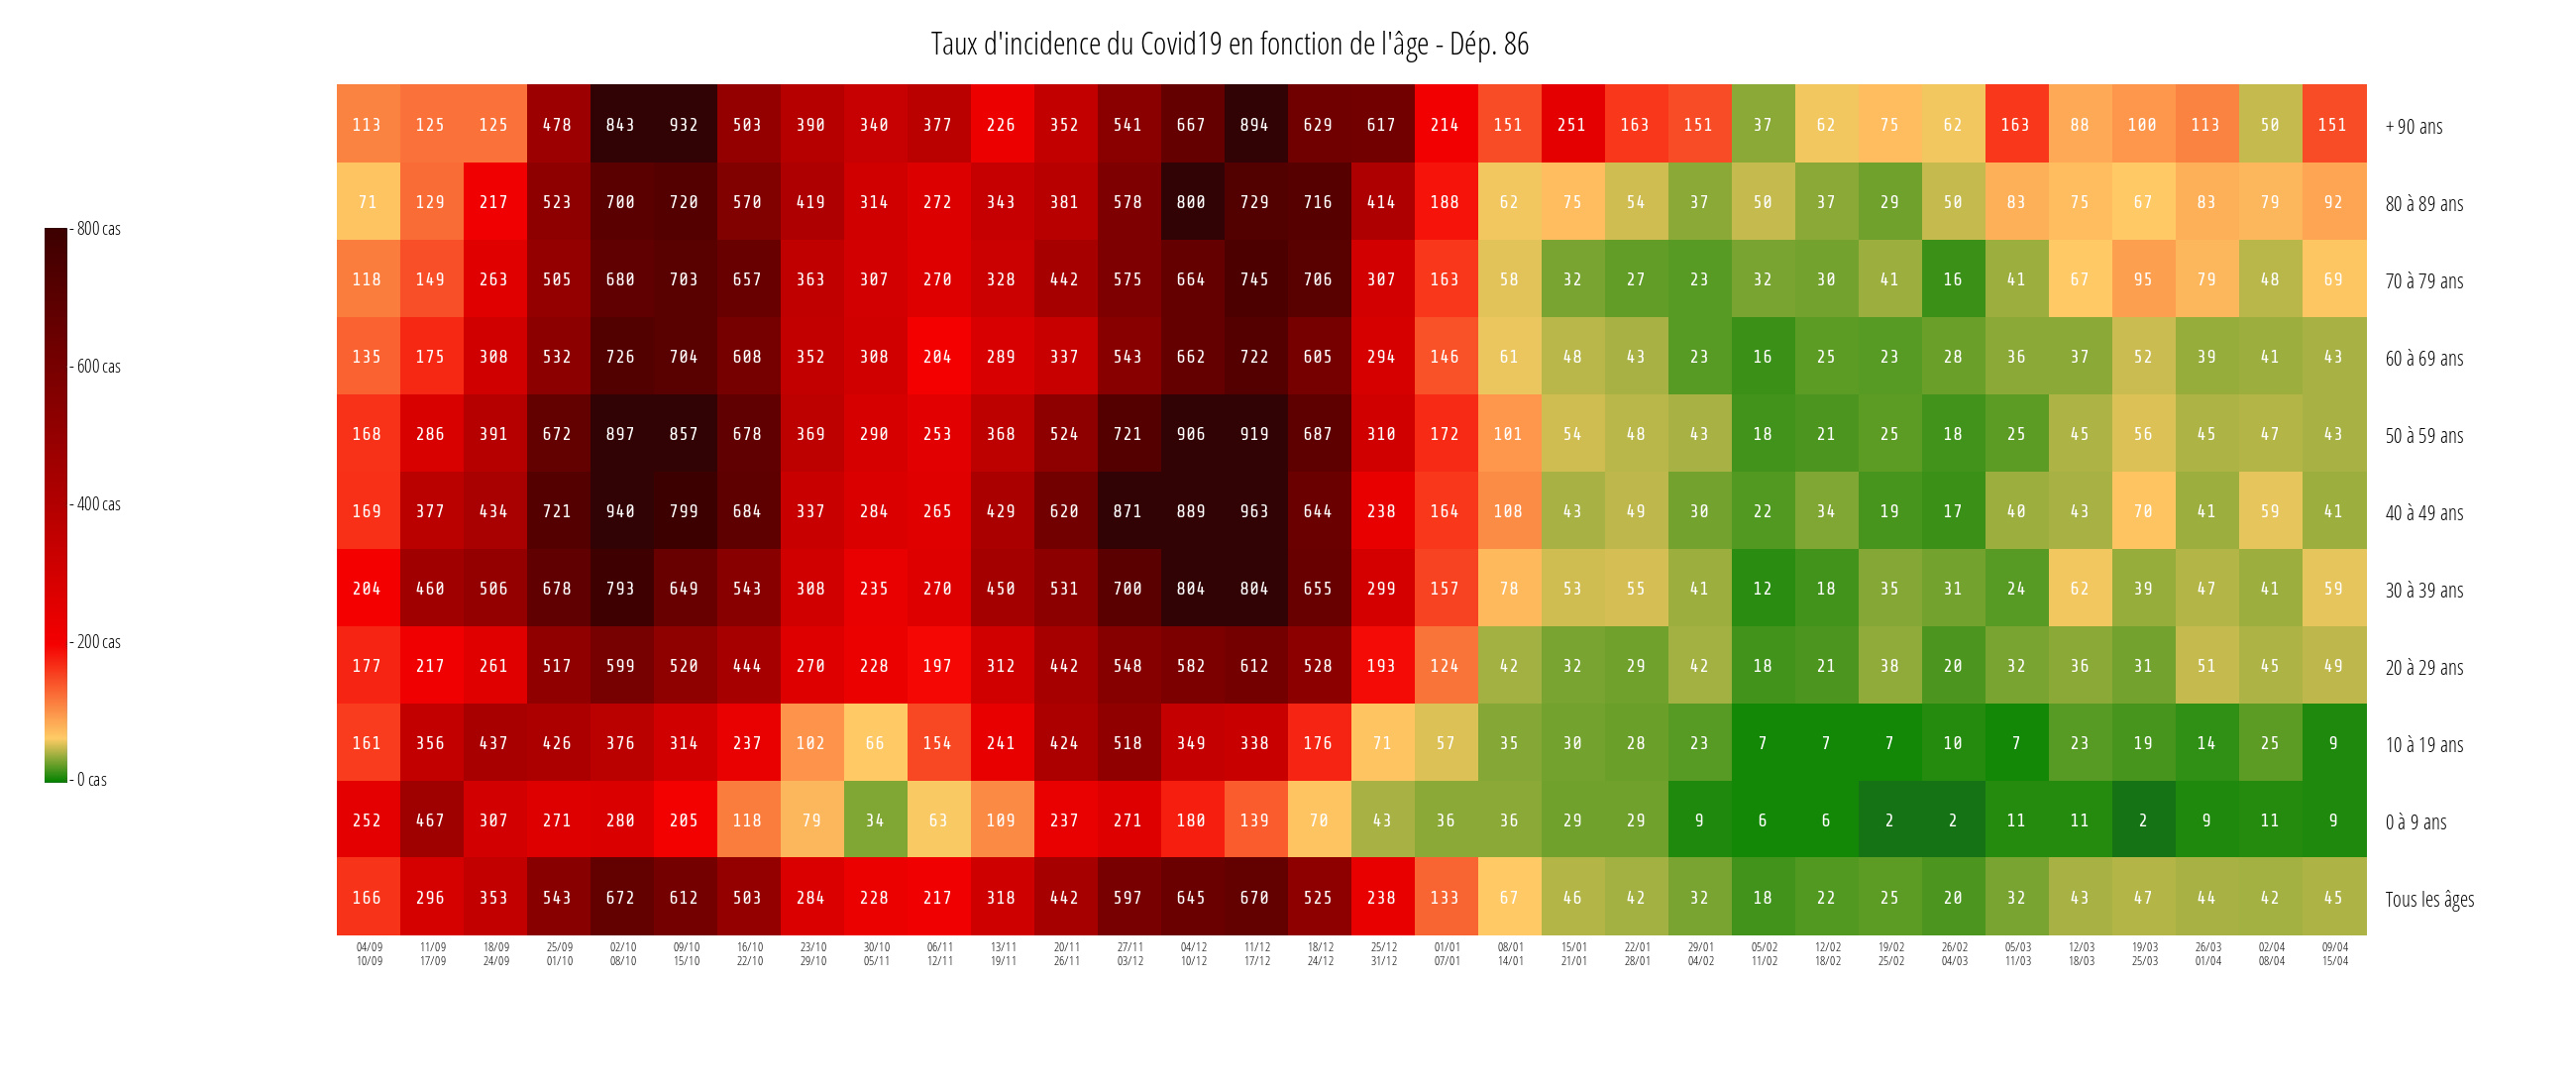 Taux d'incidence du Covid19 en fonction de l'âge - Dép. 86
113 125 125 478 843 932 503 390 340 377 226 352 541 667 894 629 617 214 151 251 163 151 37 62 75 62 163 88 100 113 50 151 + 90 ans
71 129 217 523 700 720 570 419 314 272 343 381 578 800 729 716 414 188 62 75 54 37 50 37 29 50 83 75 67 83 79 92 80 à 89 ans
- 800 cas
118 149 263 505 680 703 657 363 307 270 328 442 575 664 745 706 307 163 58 32 27 23 32 30 41 16 41 67 95 79 48 69 70 à 79 ans
135 175 308 532 726 704 608 352 308 204 289 337 543 662 722 605 294 146 61 48 43 23 16 25 23 28 36 37 52 39 41 43 60 à 69 ans
- 600 cas
168 286 391 672 897 857 678 369 290 253 368 524 721 906 919 687 310 172 101 54 48 43 18 21 25 18 25 45 56 45 47 43 50 à 59 ans
- 400 cas
169 377 434 721 940 799 684 337 284 265 429 620 871 889 963 644 238 164 108 43 49 30 22 34 19 17 40 43 70 41 59 41 40 à 49 ans
204 460 506 678 793 649 543 308 235 270 450 531 700 804 804 655 299 157 78 53 55 41 12 18 35 31 24 62 39 47 41 59 30 à 39 ans
- 200 cas
177 217 261 517 599 520 444 270 228 197 312 442 548 582 612 528 193 124 42 32 29 42 18 21 38 20 32 36 31 51 45 49 20 à 29 ans
161 356 437 426 376 314 237 102 66 154 241 424 518 349 338 176 71 57 35 30 28 23 7 7 7 10 7 23 19 14 25 9 10 à 19 ans
- 0 cas
252 467 307 271 280 205 118 79 34 63 109 237 271 180 139 70 43 36 36 29 29 9 6 6 2 2 11 11 2 9 11 9 0 à 9 ans
166 296 353 543 672 612 503 284 228 217 318 442 597 645 670 525 238 133 67 46 42 32 18 22 25 20 32 43 47 44 42 45 Tous les âges
04/09 11/09 18/09 25/09 02/10 09/10 16/10 23/10 30/10 06/11 13/11 20/11 27/11 04/12 11/12 18/12 25/12 01/01 08/01 15/01 22/01 29/01 05/02 12/02 19/02 26/02 05/03 12/03 19/03 26/03 02/04 09/04
10/09 17/09 24/09 01/10 08/10 15/10 22/10 29/10 05/11 12/11 19/11 26/11 03/12 10/12 17/12 24/12 31/12 07/01 14/01 21/01 28/01 04/02 11/02 18/02 25/02 04/03 11/03 18/03 25/03 01/04 08/04 15/04